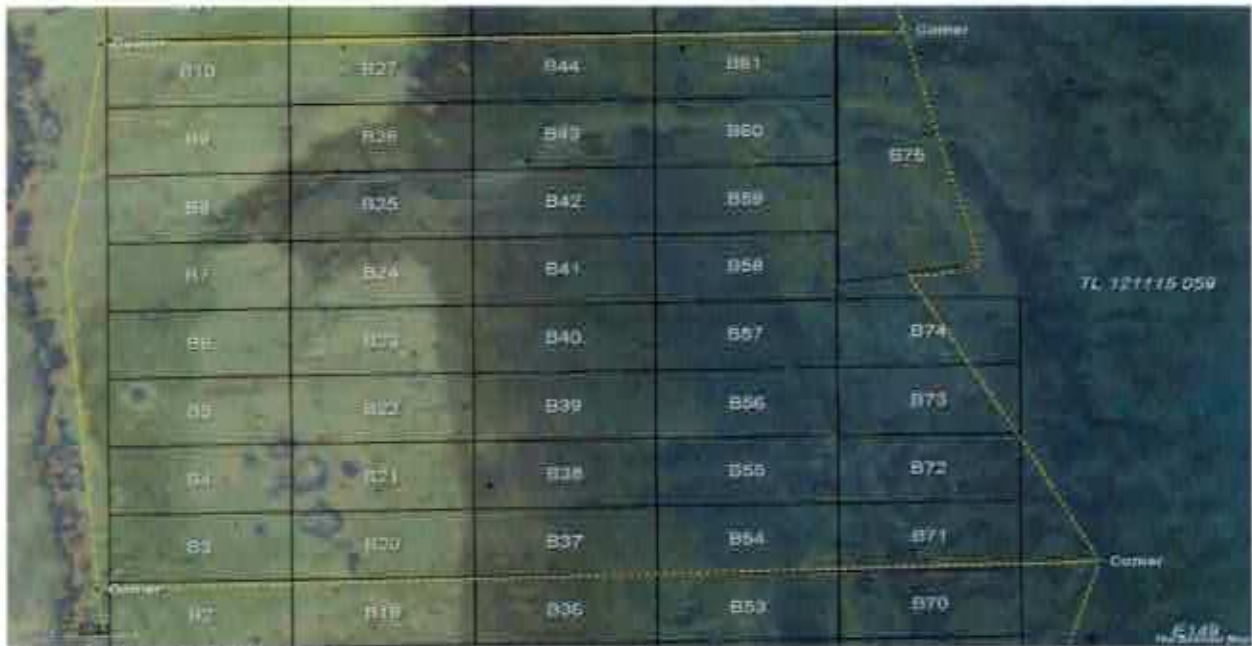 Corner Corner
B10 B27 B44 B61
B9 B26 B43 B60
B75
B8 B25 B42 B59
B7 B24 B41 B58
TL 121115 059
B6 B23 B40 B57 B74
B5 B22 B39 B56 B73
B4 B21 B38 B55 B72
B3 B20 B37 B54 B71
Corner Corner
B2 B19 B36 B53 B70
E149